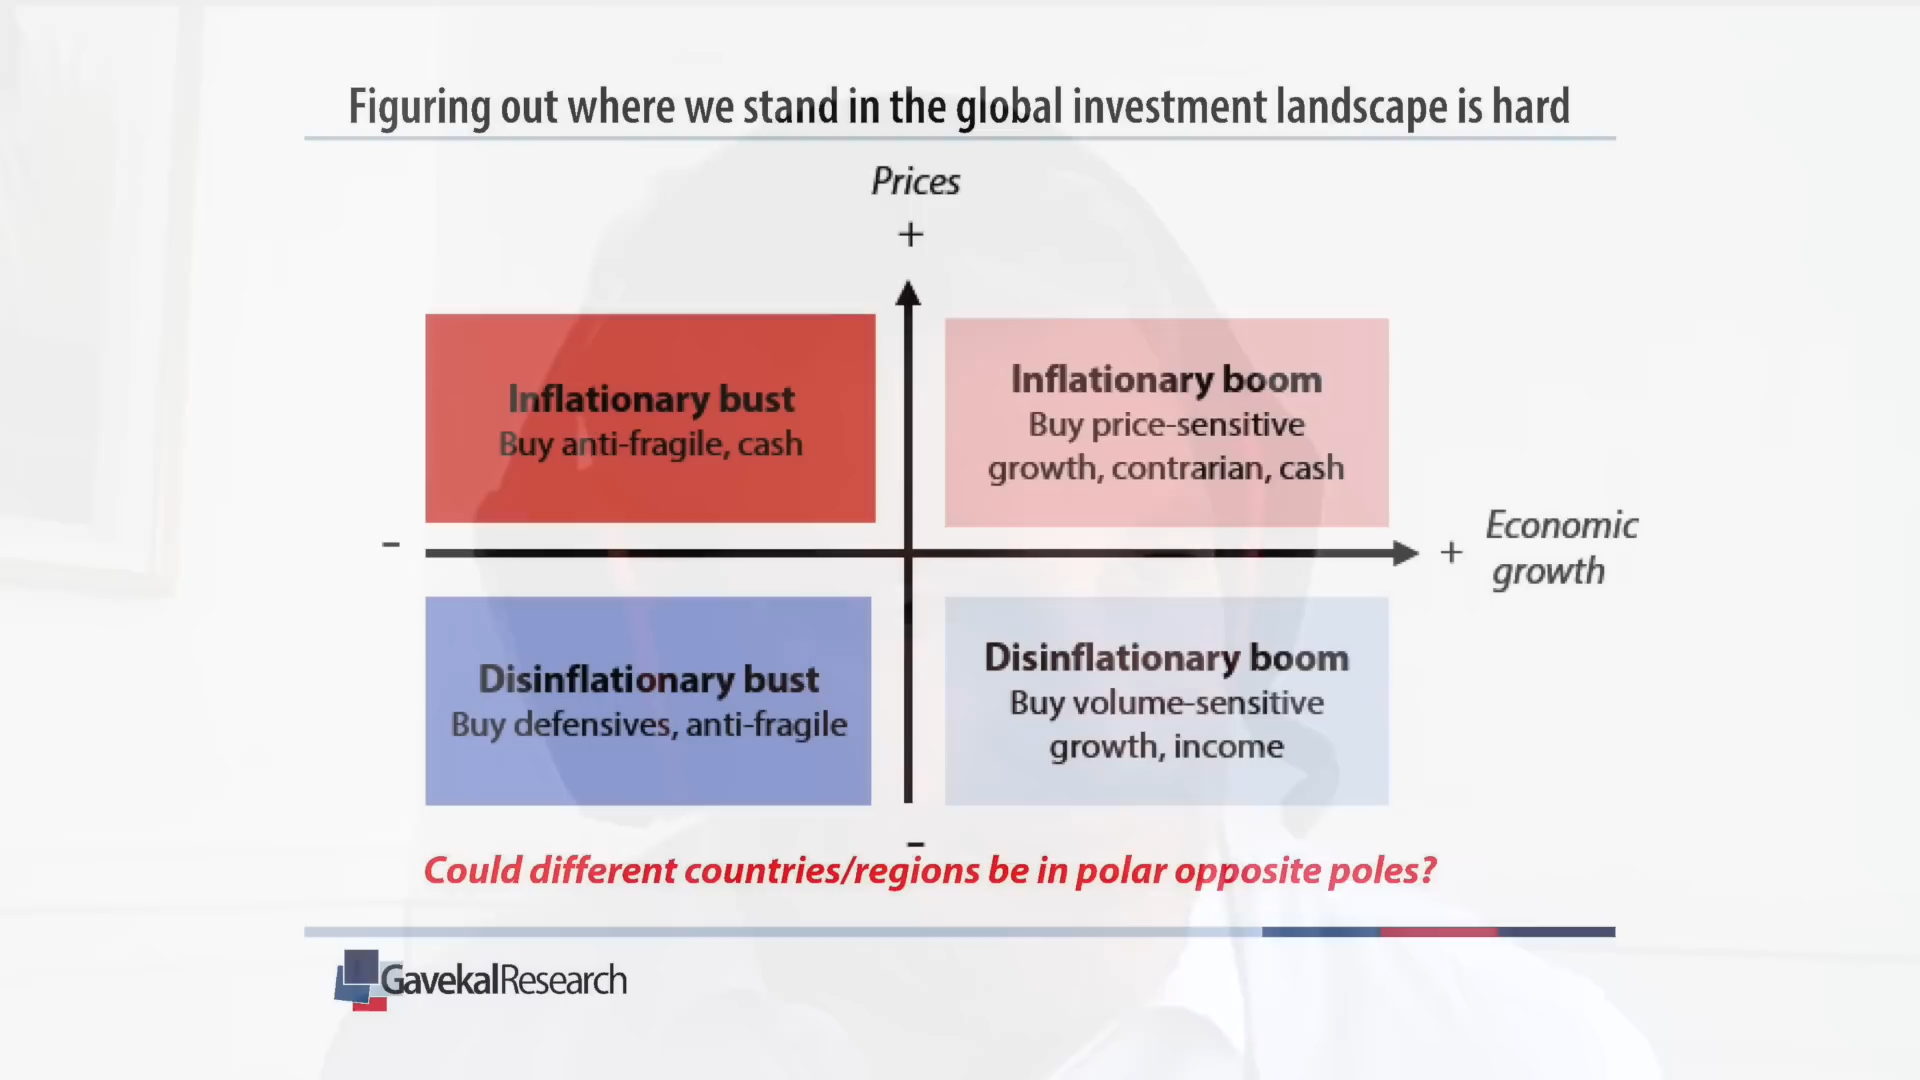 Figuring out where we stand in the global investment landscape is hard
Prices
+
Inflationary bust
Buy anti-fragile, cash
Inflationary boom
Buy price-sensitive
growth, contrarian, cash
–
+
Economic
growth
Disinflationary bust
Buy defensives, anti-fragile
Disinflationary boom
Buy volume-sensitive
growth, income
–
Could different countries/regions be in polar opposite poles?
GavekalResearch